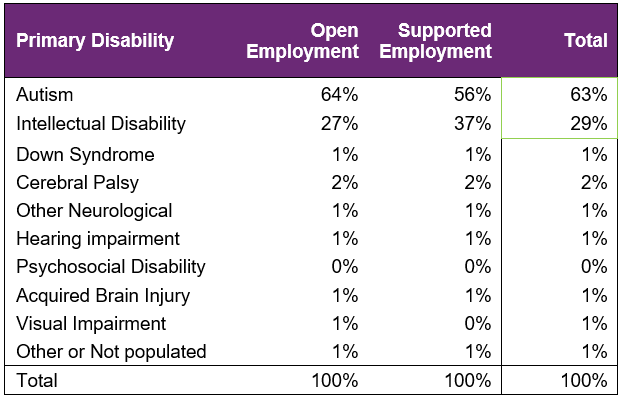 Primary Disability Open Employment Supported Employment Total
Autism 64% 56% 63%
Intellectual Disability 27% 37% 29%
Down Syndrome 1% 1% 1%
Cerebral Palsy 2% 2% 2%
Other Neurological 1% 1% 1%
Hearing impairment 1% 1% 1%
Psychosocial Disability 0% 0% 0%
Acquired Brain Injury 1% 1% 1%
Visual Impairment 1% 0% 1%
Other or Not populated 1% 1% 1%
Total 100% 100% 100%